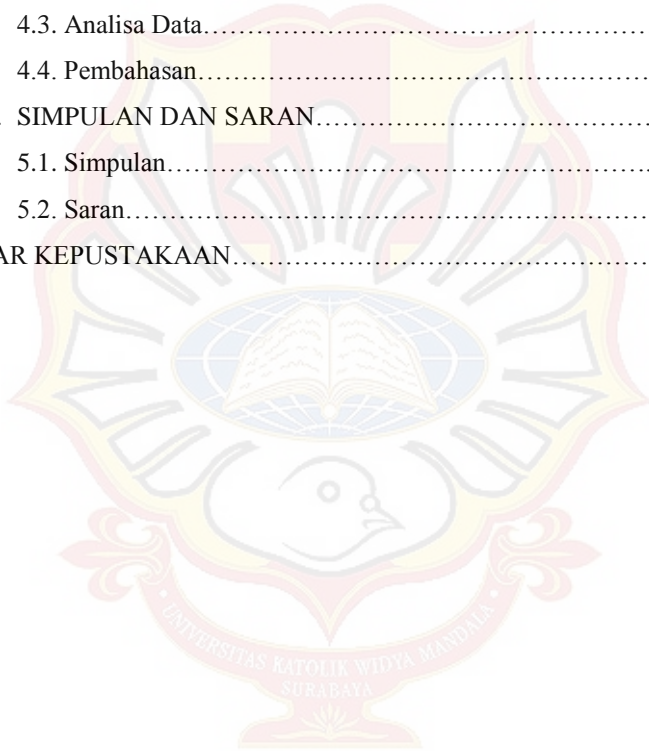 4.3. Analisa Data……………………………………………
4.4. Pembahasan……………………………………………
. SIMPULAN DAN SARAN……………………………………
5.1. Simpulan………………………………………………
5.2. Saran……………………………………………………
AR KEPUSTAKAAN…………………………………………
UNIVERSITAS KATOLIK WIDYA MANDALA
SURABAYA